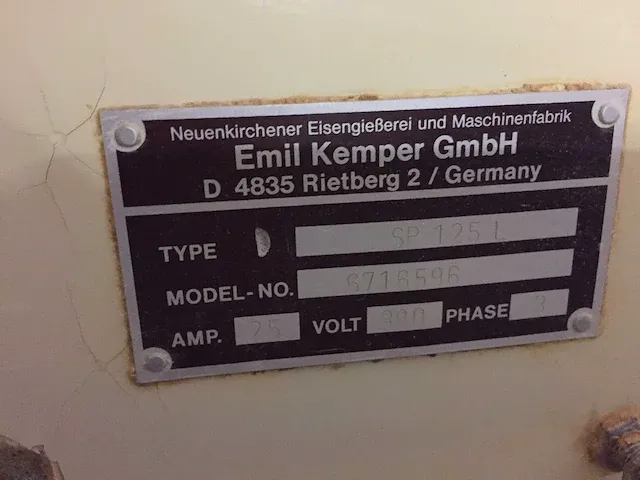 Neuenkirchener Eisengießerei und Maschinenfabrik
Emil Kemper GmbH
D 4835 Rietberg 2 / Germany
TYPE SP 125 L
MODEL-NO. 6716596
AMP. 25 VOLT 380 PHASE 3